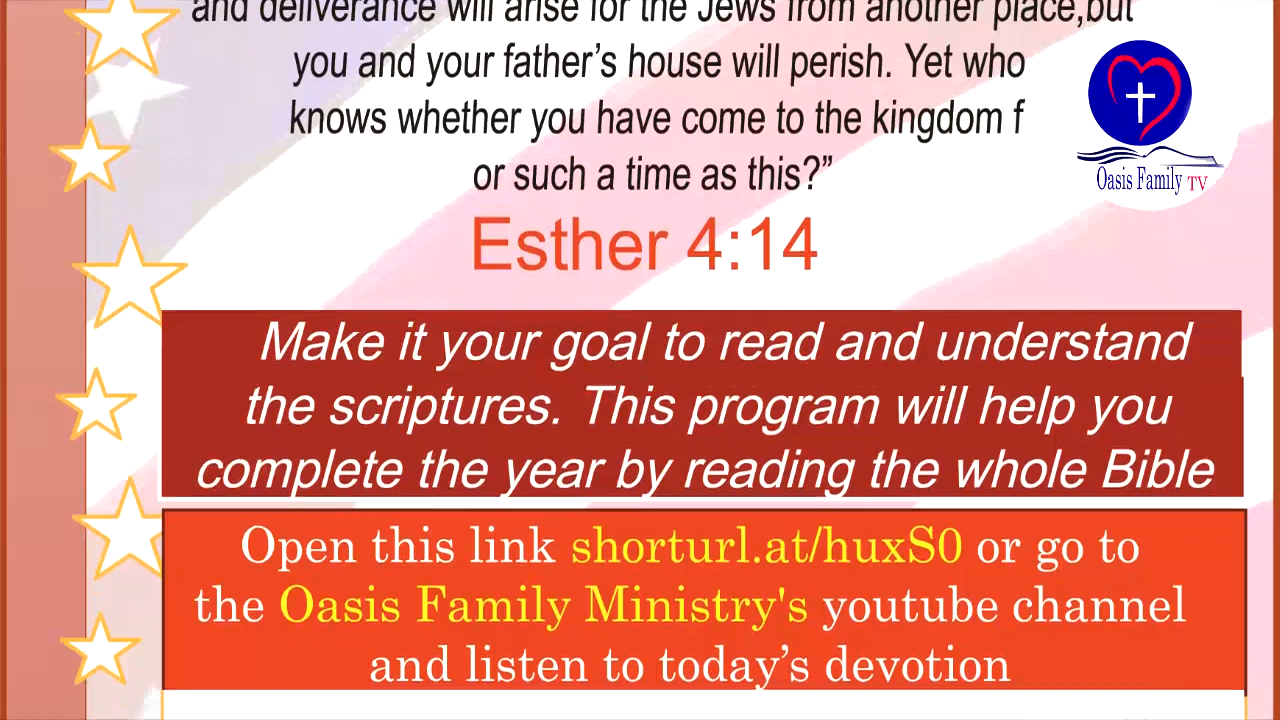 and deliverance will arise for the Jews from another place,but
you and your father’s house will perish. Yet who
knows whether you have come to the kingdom f
or such a time as this?”
Esther 4:14
Oasis Family TV
Make it your goal to read and understand
the scriptures. This program will help you
complete the year by reading the whole Bible
Open this link shorturl.at/huxS0 or go to
the Oasis Family Ministry's youtube channel
and listen to today’s devotion